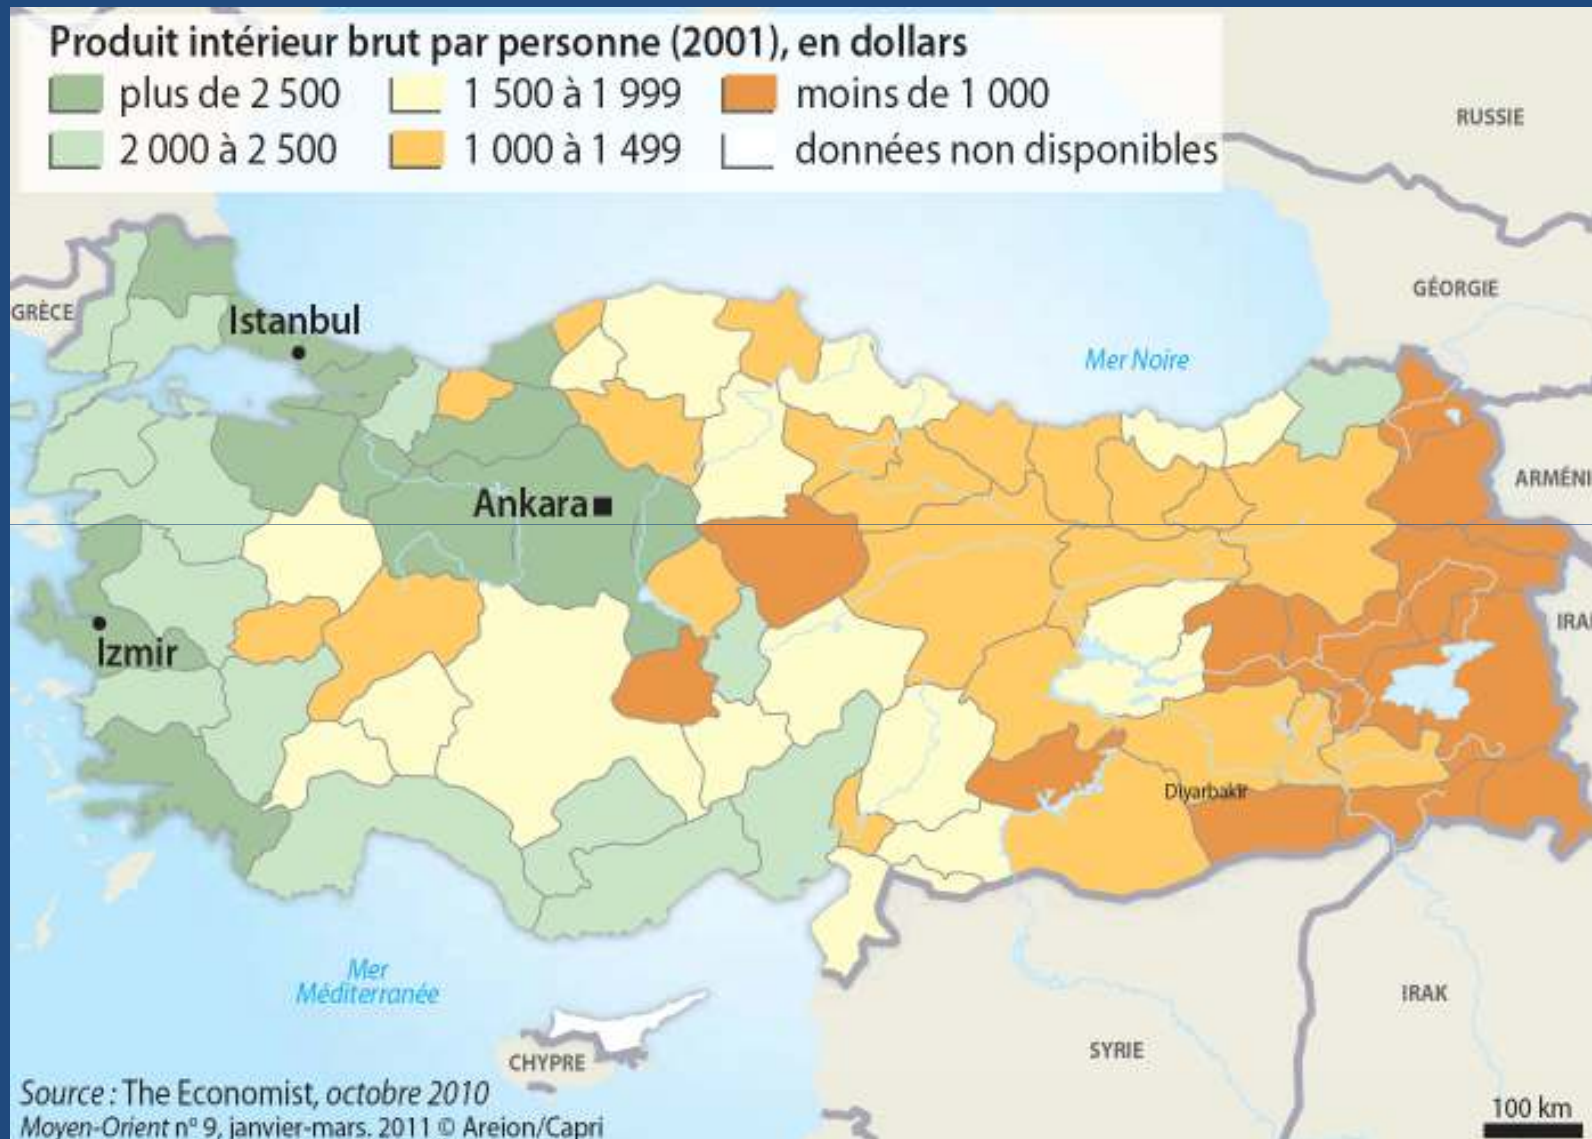 Produit intérieur brut par personne (2001), en dollars
plus de 2 500
1 500 à 1 999
moins de 1 000
2 000 à 2 500
1 000 à 1 499
données non disponibles
RUSSIE
GÉORGIE
GRÈCE
Istanbul
Mer Noire
ARMÉNI
Ankara
IRA
Izmir
Diyarbakir
Mer
Méditerranée
IRAK
SYRIE
CHYPRE
Source : The Economist, octobre 2010
Moyen-Orient nº 9, janvier-mars. 2011 © Areion/Capri
100 km